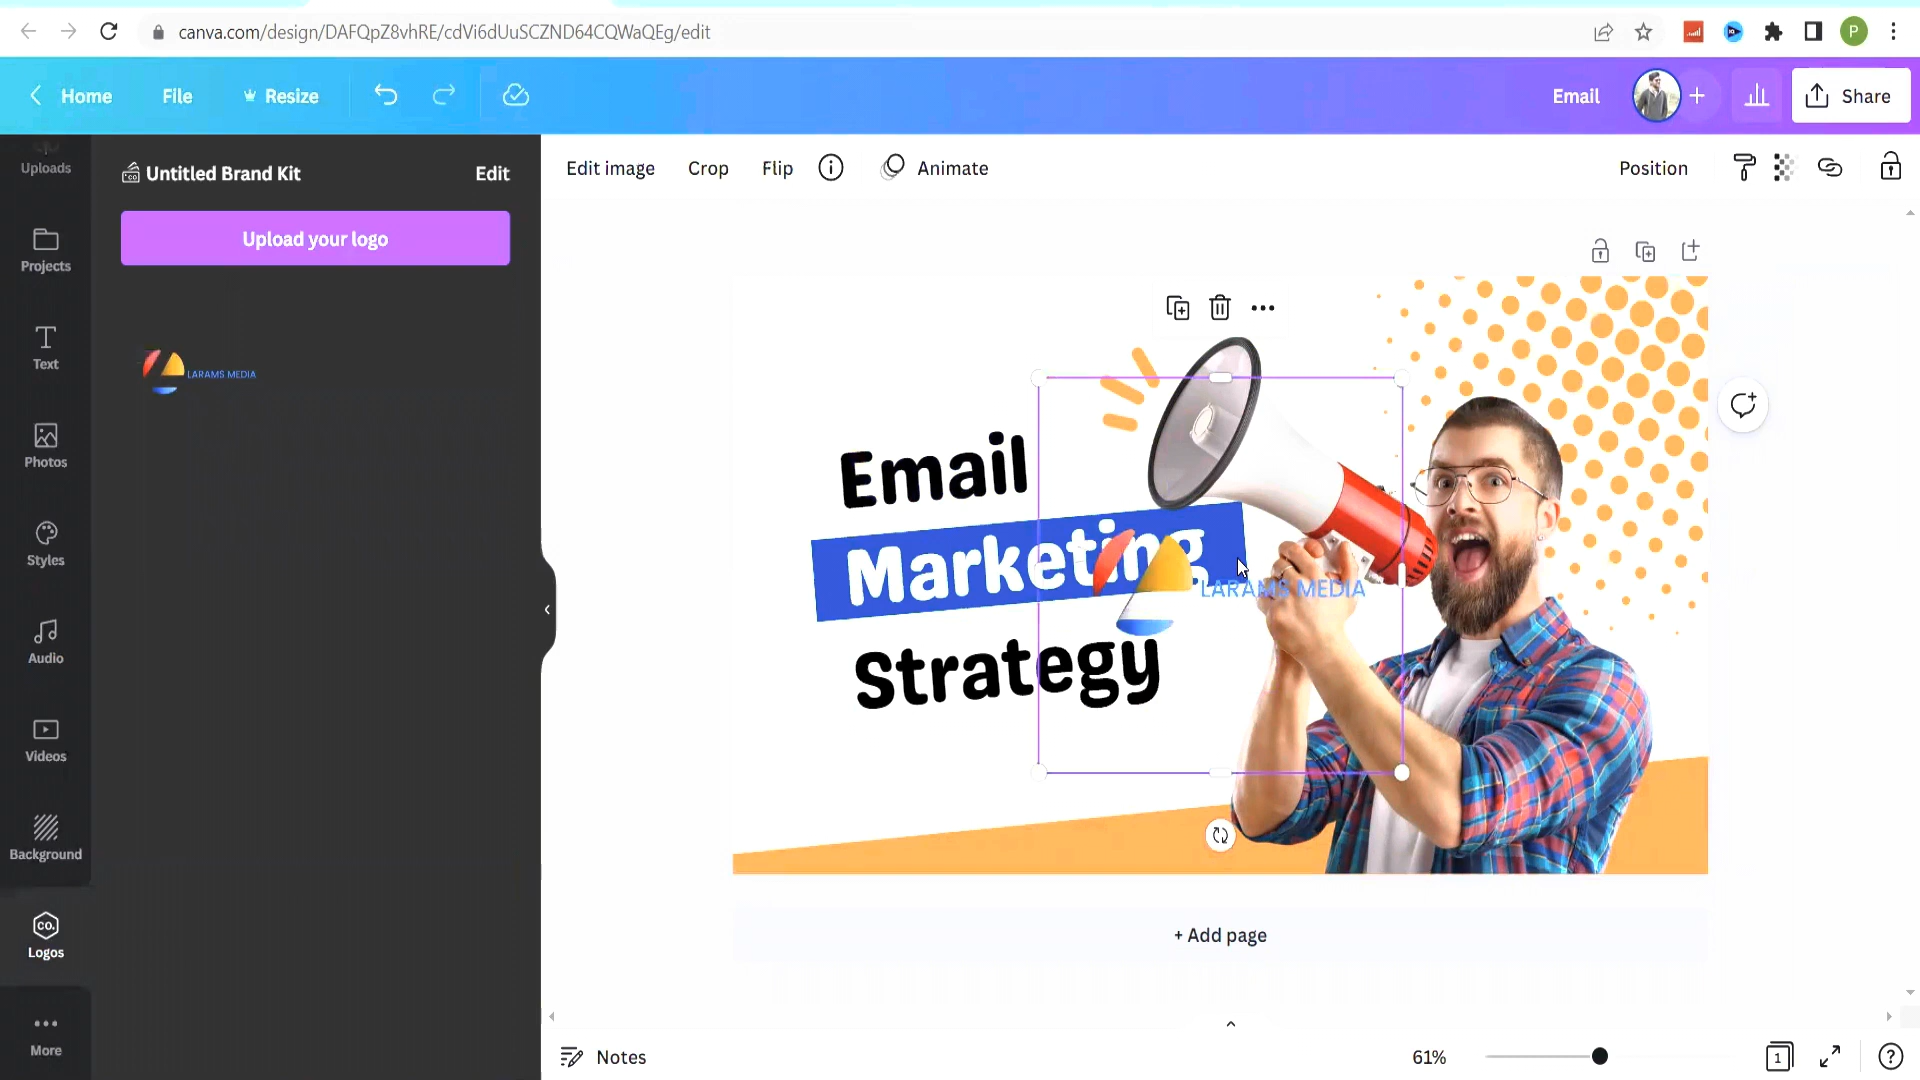 canva.com/design/DAFQpZ8vhRE/cdVi6dUuSCZND64CQWaQEg/edit
P
Home
File
Resize
Email
Share
Uploads
Untitled Brand Kit
Edit
Edit image
Crop
Flip
Animate
Position
Upload your logo
Projects
Text
LARAMS MEDIA
Photos
Email
Marketing
LARAMS MEDIA
Strategy
Styles
Audio
Videos
Background
CO.
Logos
+ Add page
More
Notes
61%
1